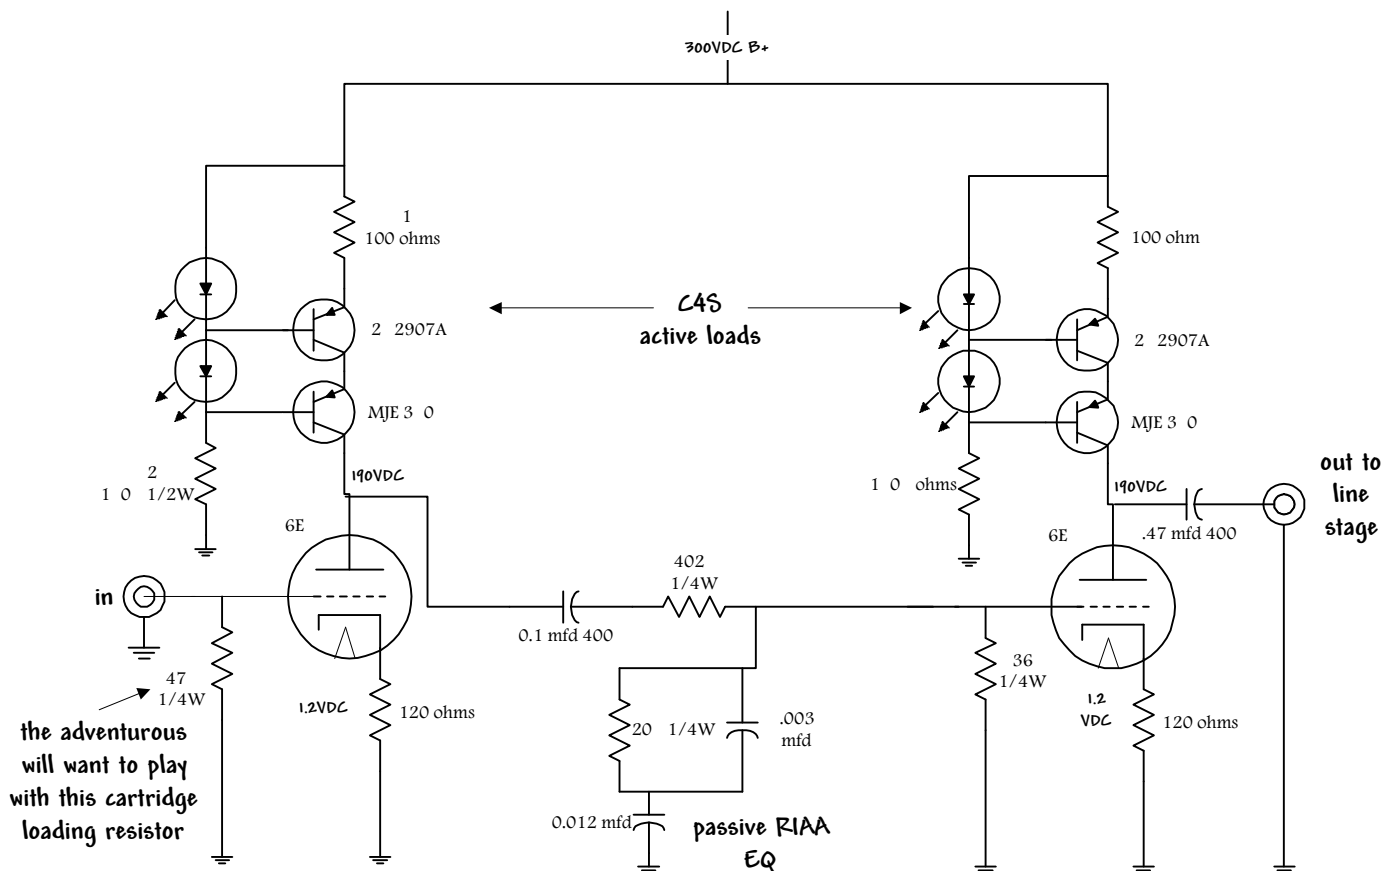 300VDC B+
1
100 ohms
100 ohm
C4S
active loads
2 2907A
2 2907A
MJE 3 0
MJE 3 0
2
1 0 1/2W
190VDC
1 0 ohms
190VDC
out to
line
stage
6E
6E
.47 mfd 400
402
1/4W
in
0.1 mfd 400
47
1/4W
36
1/4W
1.2VDC
120 ohms
1.2
VDC
120 ohms
20 1/4W
.003
mfd
the adventurous
will want to play
with this cartridge
loading resistor
0.012 mfd
passive RIAA
EQ